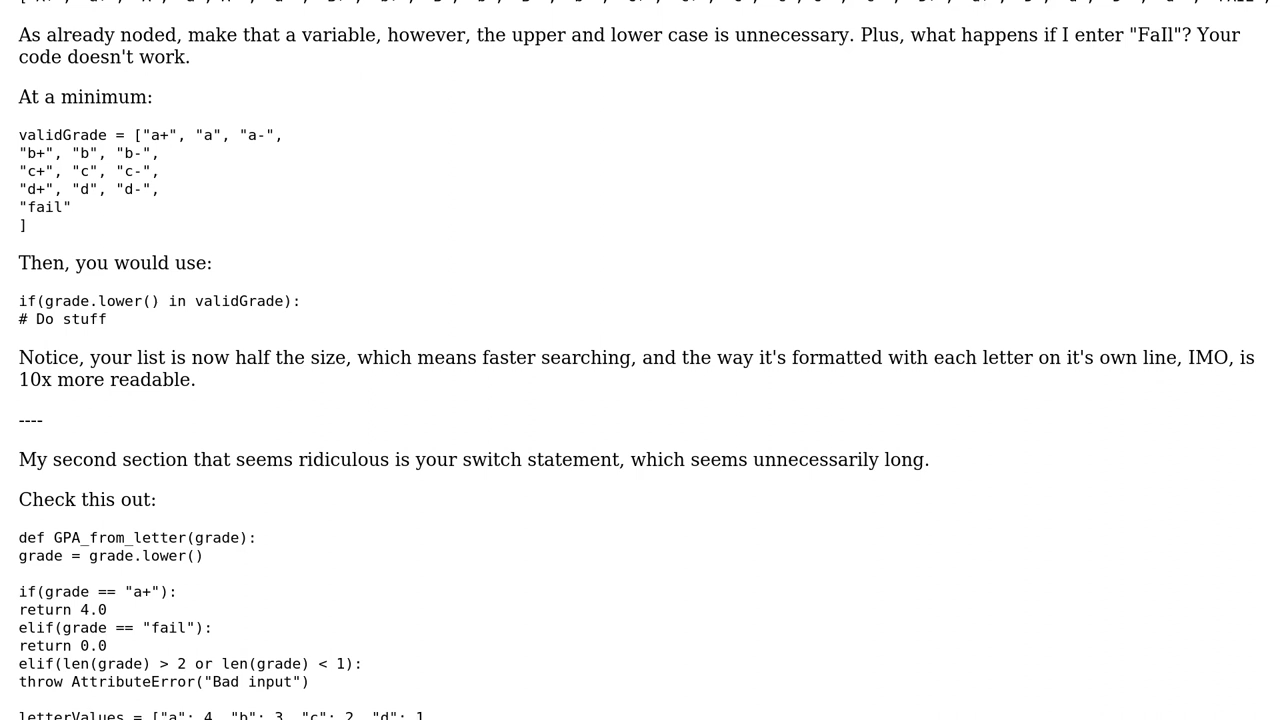 As already noded, make that a variable, however, the upper and lower case is unnecessary. Plus, what happens if I enter "FaIl"? Your
code doesn't work.
At a minimum:
validGrade = ["a+", "a", "a-",
"b+", "b", "b-",
"c+", "c", "c-",
"d+", "d", "d-",
"fail"
]
Then, you would use:
if(grade.lower() in validGrade):
# Do stuff
Notice, your list is now half the size, which means faster searching, and the way it's formatted with each letter on it's own line, IMO, is
10x more readable.
----
My second section that seems ridiculous is your switch statement, which seems unnecessarily long.
Check this out:
def GPA_from_letter(grade):
grade = grade.lower()
if(grade == "a+"):
return 4.0
elif(grade == "fail"):
return 0.0
elif(len(grade) > 2 or len(grade) < 1):
throw AttributeError("Bad input")
letterValues = ["a": 4, "b": 3, "c": 2, "d": 1